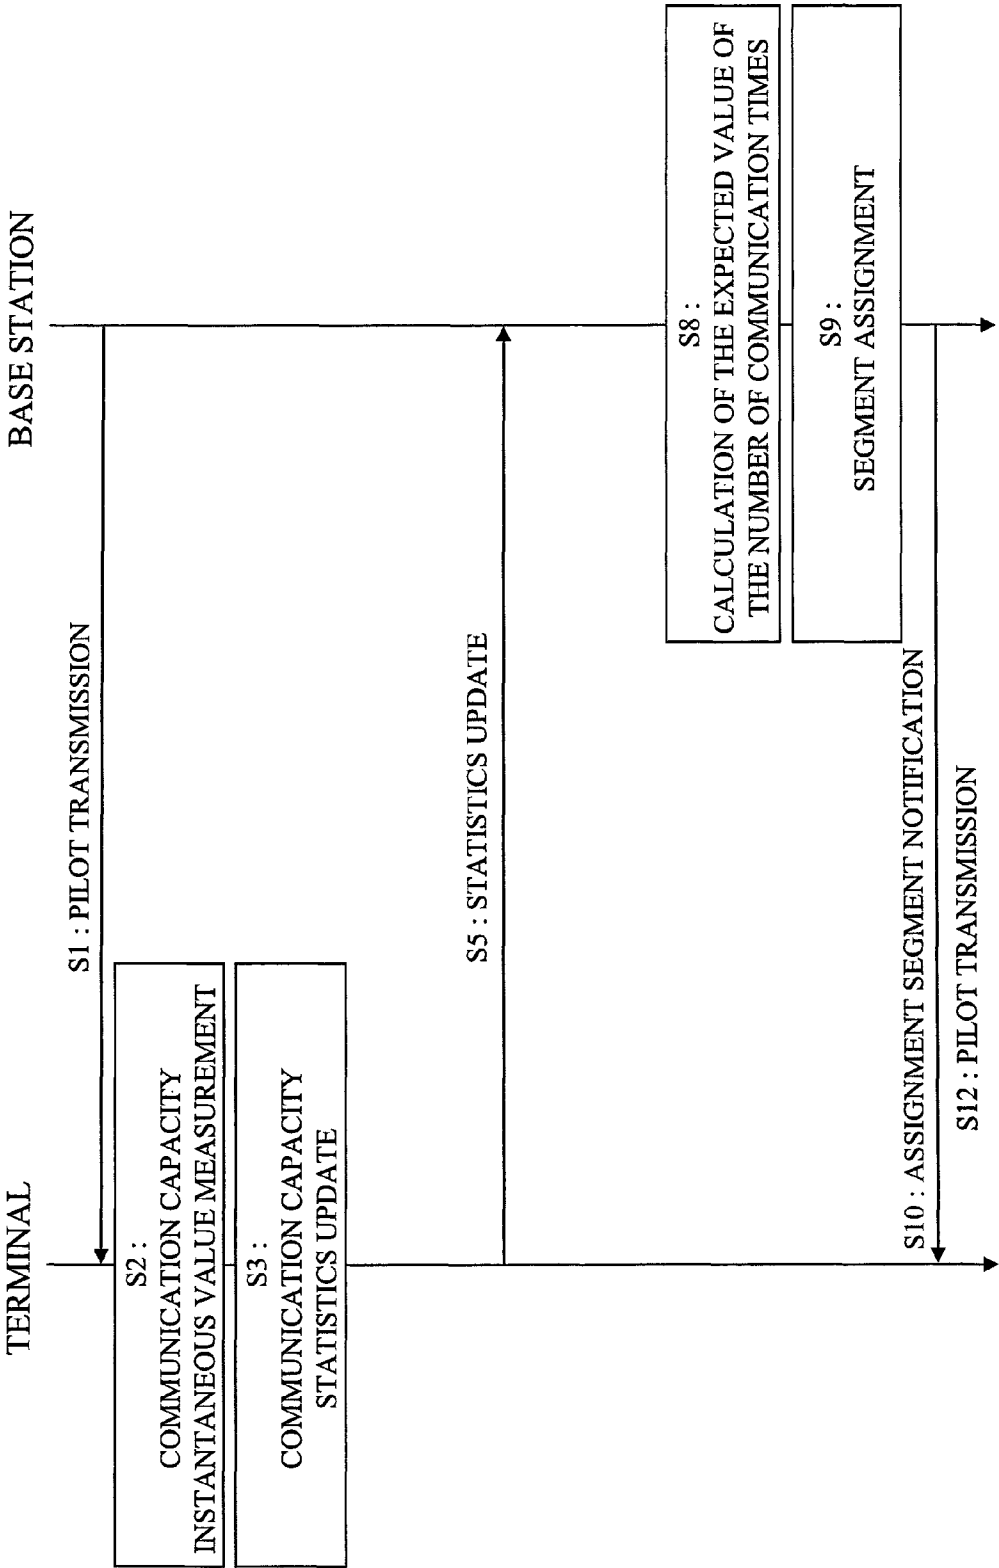 TERMINAL
BASE STATION
S1 : PILOT TRANSMISSION
S2 :
COMMUNICATION CAPACITY
INSTANTANEOUS VALUE MEASUREMENT
S3 :
COMMUNICATION CAPACITY
STATISTICS UPDATE
S5 : STATISTICS UPDATE
S8 :
CALCULATION OF THE EXPECTED VALUE OF
THE NUMBER OF COMMUNICATION TIMES
S9 :
SEGMENT ASSIGNMENT
S10 : ASSIGNMENT SEGMENT NOTIFICATION
S12 : PILOT TRANSMISSION